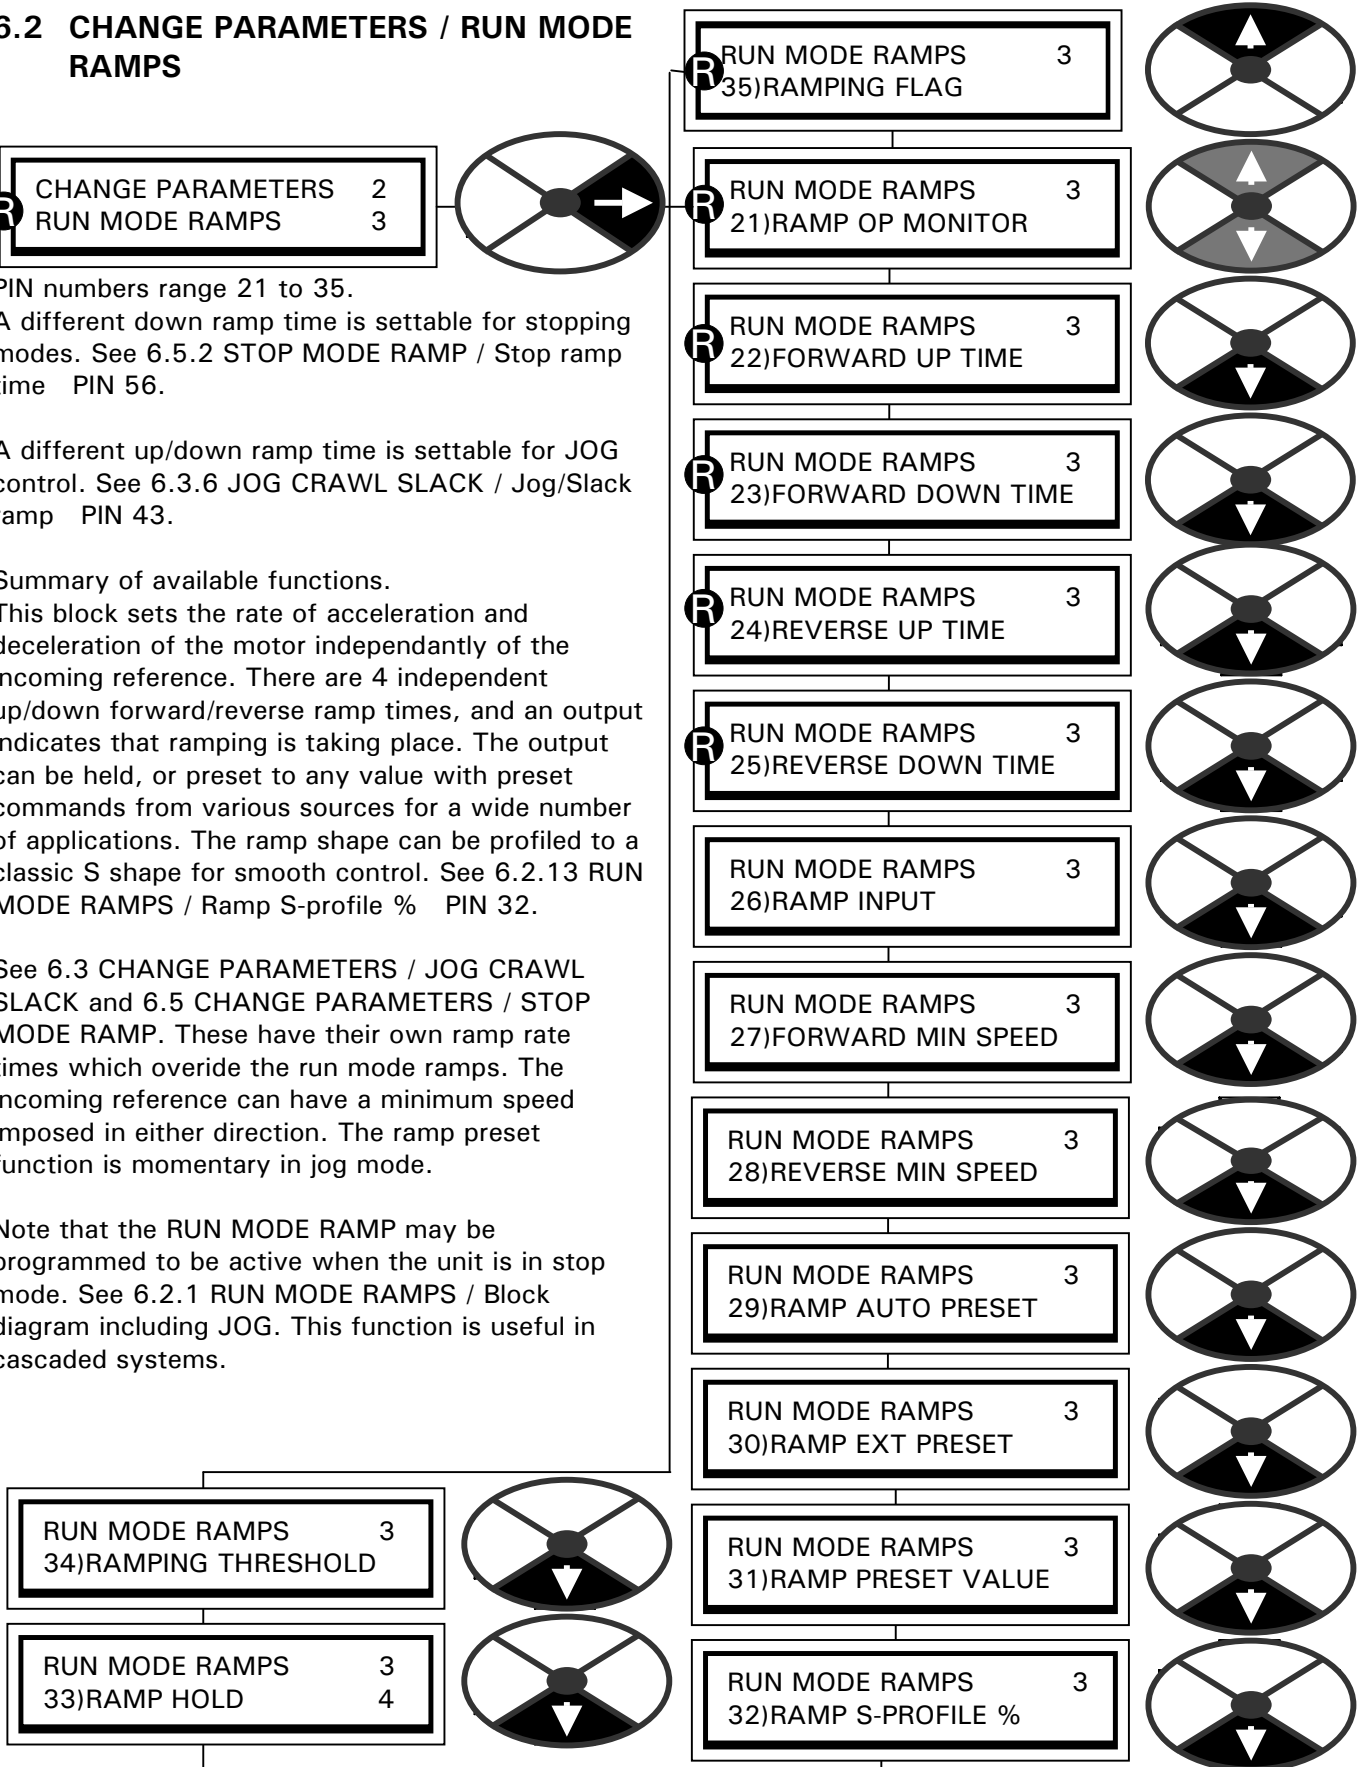 6.2 CHANGE PARAMETERS / RUN MODE
RAMPS
R
CHANGE PARAMETERS 2
RUN MODE RAMPS 3
PIN numbers range 21 to 35.
A different down ramp time is settable for stopping
modes. See 6.5.2 STOP MODE RAMP / Stop ramp
time PIN 56.
A different up/down ramp time is settable for JOG
control. See 6.3.6 JOG CRAWL SLACK / Jog/Slack
ramp PIN 43.
Summary of available functions.
This block sets the rate of acceleration and
deceleration of the motor independantly of the
incoming reference. There are 4 independent
up/down forward/reverse ramp times, and an output
indicates that ramping is taking place. The output
can be held, or preset to any value with preset
commands from various sources for a wide number
of applications. The ramp shape can be profiled to a
classic S shape for smooth control. See 6.2.13 RUN
MODE RAMPS / Ramp S-profile % PIN 32.
See 6.3 CHANGE PARAMETERS / JOG CRAWL
SLACK and 6.5 CHANGE PARAMETERS / STOP
MODE RAMP. These have their own ramp rate
times which overide the run mode ramps. The
incoming reference can have a minimum speed
imposed in either direction. The ramp preset
function is momentary in jog mode.
Note that the RUN MODE RAMP may be
programmed to be active when the unit is in stop
mode. See 6.2.1 RUN MODE RAMPS / Block
diagram including JOG. This function is useful in
cascaded systems.
RUN MODE RAMPS 3
34)RAMPING THRESHOLD
RUN MODE RAMPS 3
33)RAMP HOLD 4
R
RUN MODE RAMPS 3
35)RAMPING FLAG
R
RUN MODE RAMPS 3
21)RAMP OP MONITOR
R
RUN MODE RAMPS 3
22)FORWARD UP TIME
R
RUN MODE RAMPS 3
23)FORWARD DOWN TIME
R
RUN MODE RAMPS 3
24)REVERSE UP TIME
R
RUN MODE RAMPS 3
25)REVERSE DOWN TIME
RUN MODE RAMPS 3
26)RAMP INPUT
RUN MODE RAMPS 3
27)FORWARD MIN SPEED
RUN MODE RAMPS 3
28)REVERSE MIN SPEED
RUN MODE RAMPS 3
29)RAMP AUTO PRESET
RUN MODE RAMPS 3
30)RAMP EXT PRESET
RUN MODE RAMPS 3
31)RAMP PRESET VALUE
RUN MODE RAMPS 3
32)RAMP S-PROFILE %